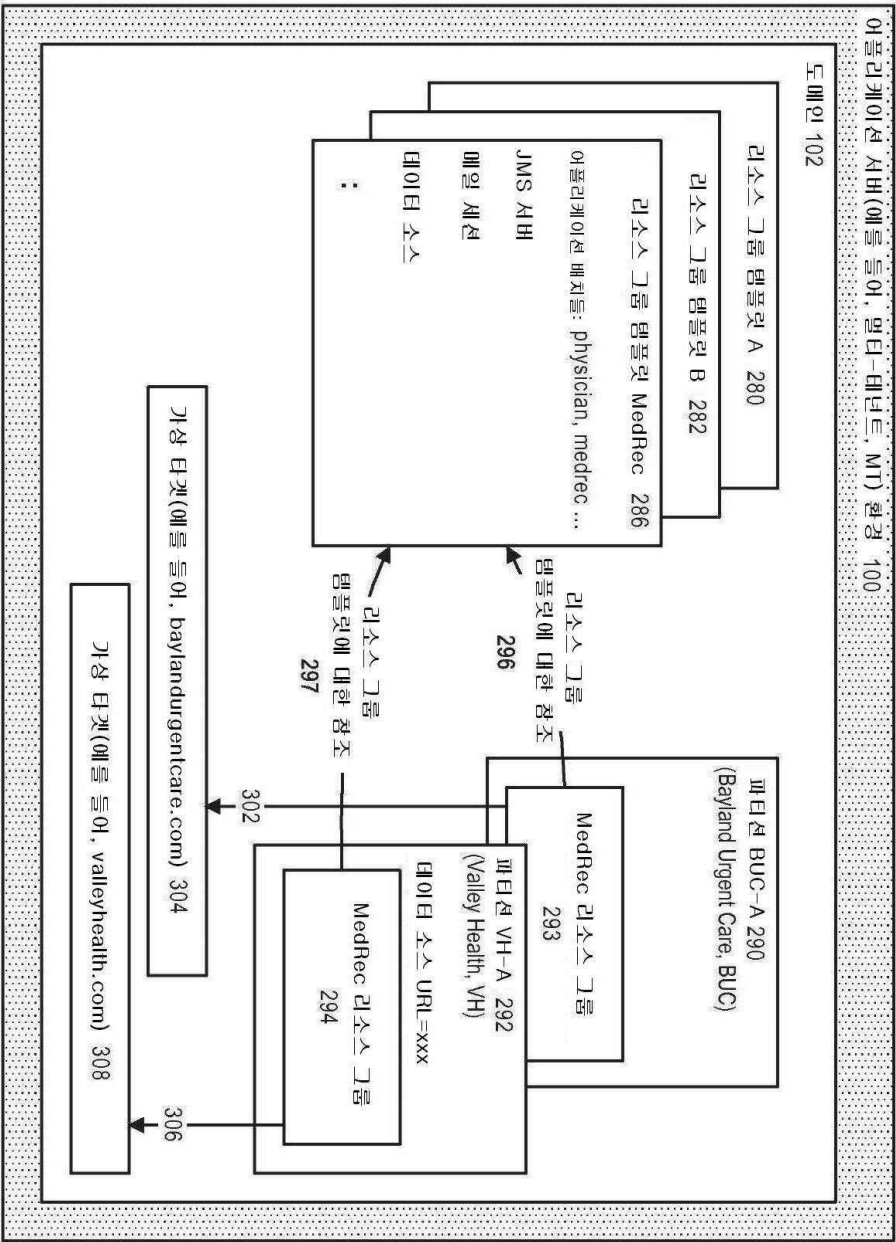 어플리케이션 서버(예를 들어, 멀티-테넌트, MT) 환경 100
도메인 102
리소스 그룹 템플릿 A 280
리소스 그룹 템플릿 B 282
리소스 그룹 템플릿 MedRec 286
어플리케이션 배치들: physician, medrec ...
JMS 서버
메일 세션
데이터 소스
:
리소스 그룹
템플릿에 대한 참조
296
리소스 그룹
템플릿에 대한 참조
297
파티션 BUC-A 290
(Bayland Urgent Care, BUC)
MedRec 리소스 그룹
293
파티션 VH-A 292
(Valley Health, VH)
데이터 소스 URL=xxx
MedRec 리소스 그룹
294
302
가상 타겟(예를 들어, baylandurgentcare.com) 304
306
가상 타겟(예를 들어, valleyhealth.com) 308